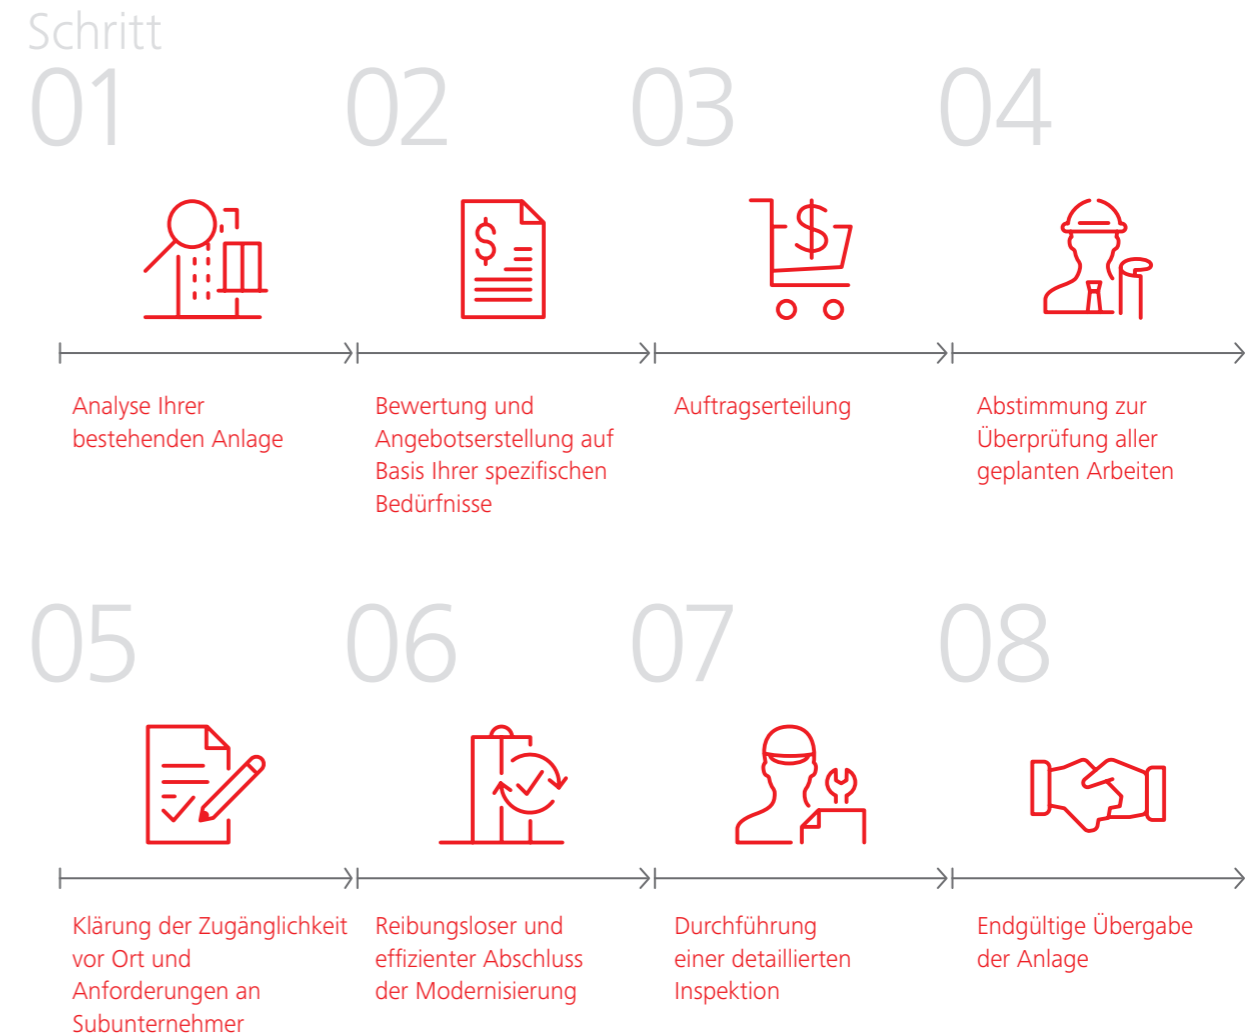 Schritt
01
02
03
04
$
$
Analyse Ihrer
bestehenden Anlage
Bewertung und
Angebotserstellung auf
Basis Ihrer spezifischen
Bedürfnisse
Auftragserteilung
Abstimmung zur
Überprüfung aller
geplanten Arbeiten
05
06
07
08
Klärung der Zugänglichkeit
vor Ort und
Anforderungen an
Subunternehmer
Reibungsloser und
effizienter Abschluss
der Modernisierung
Durchführung
einer detaillierten
Inspektion
Endgültige Übergabe
der Anlage